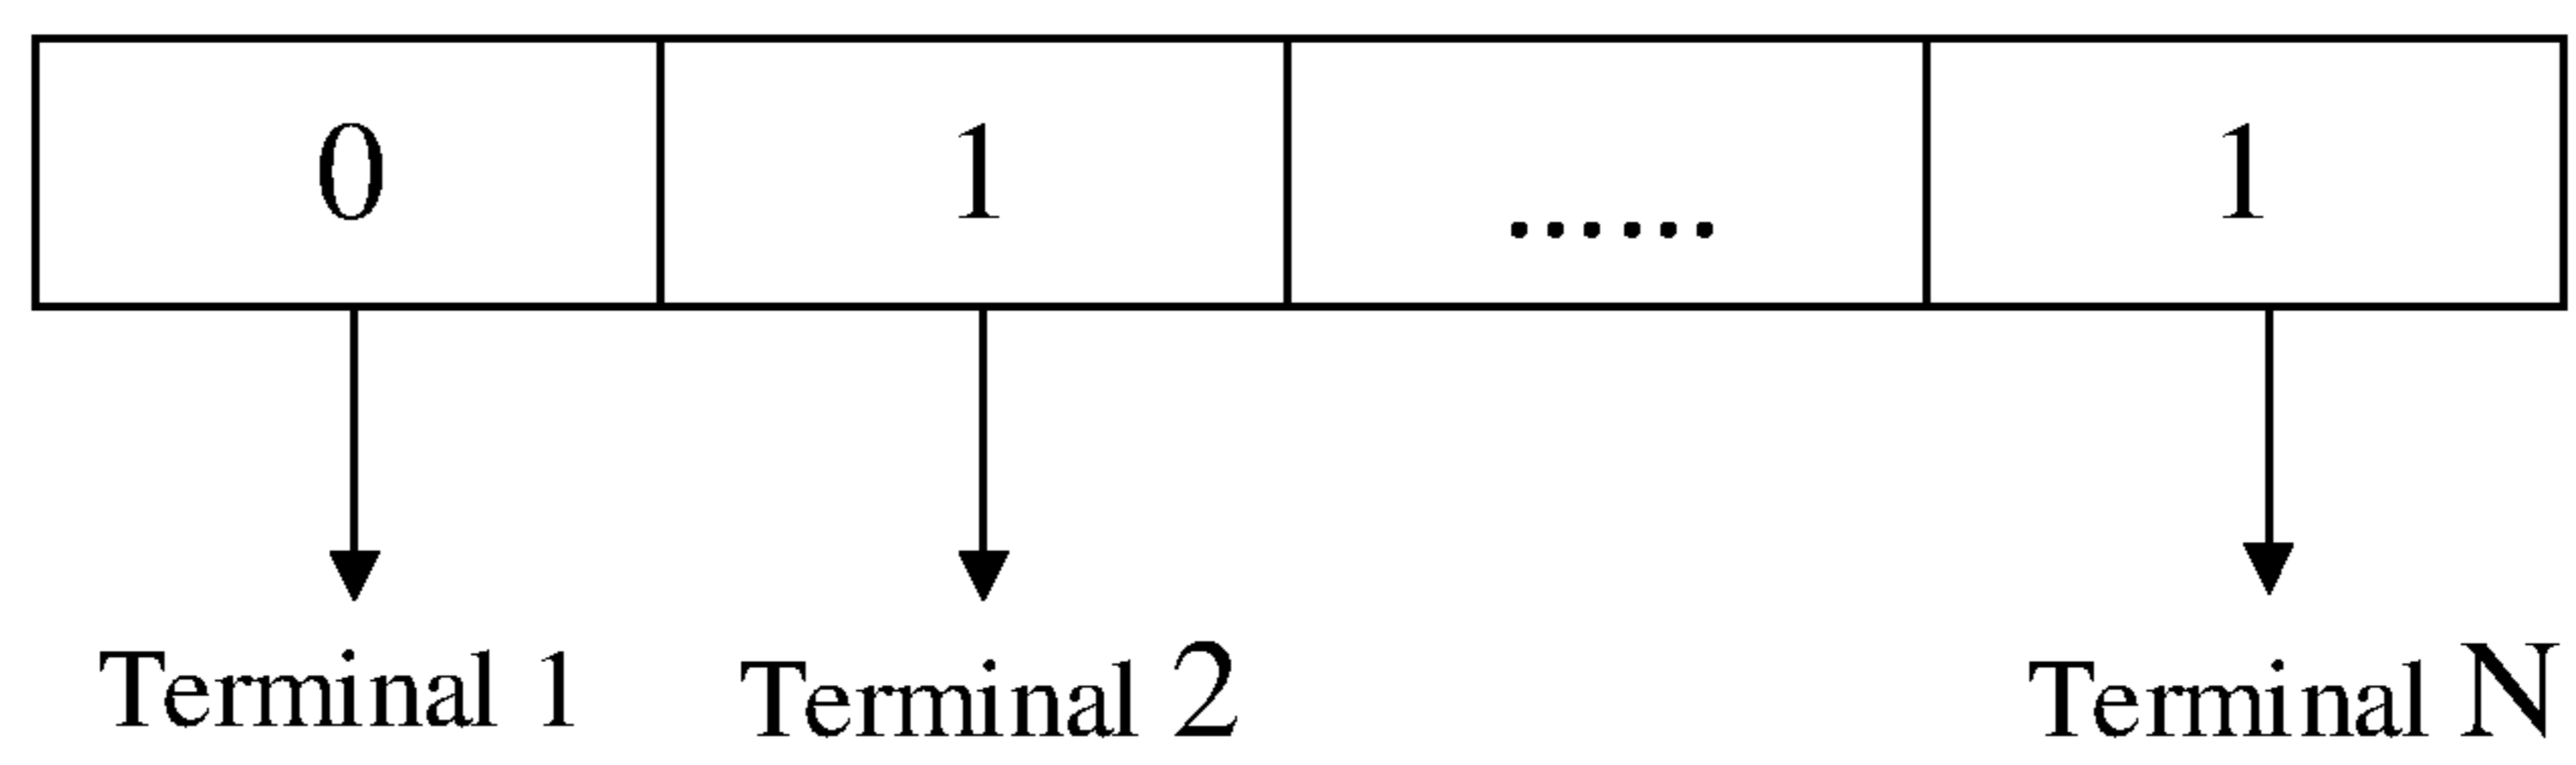 0 1 ...... 1
Terminal 1 Terminal 2 Terminal N